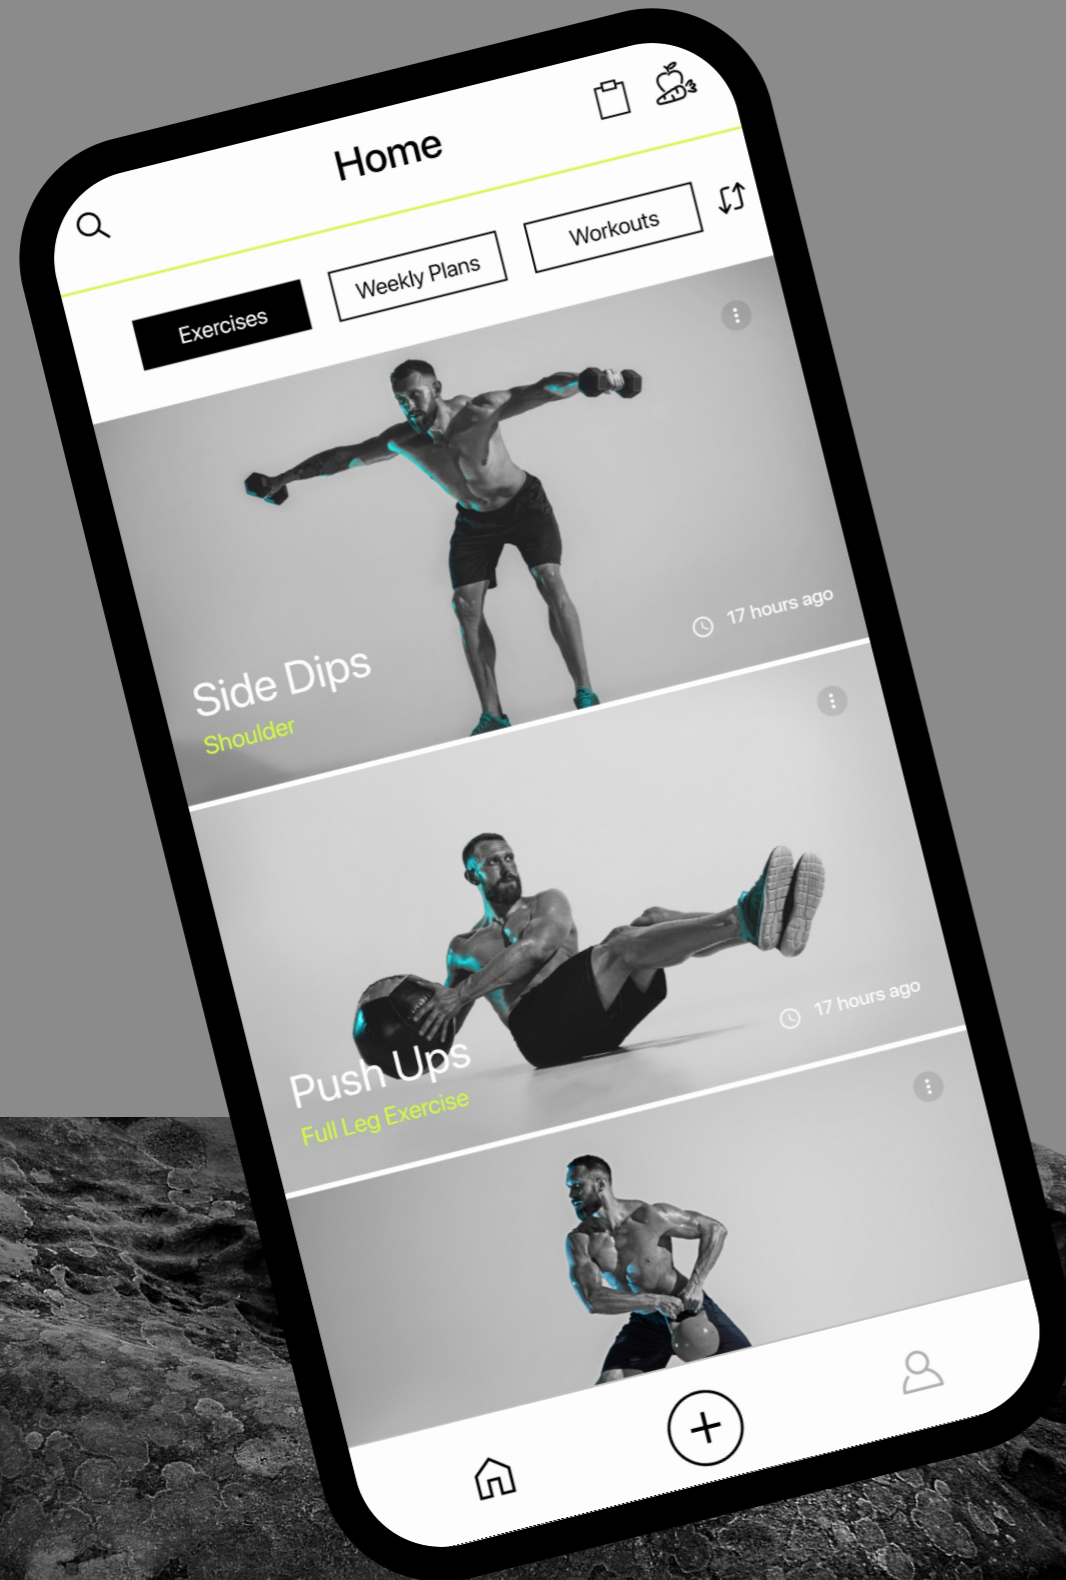 Home
Exercises
Weekly Plans
Workouts
17 hours ago
Side Dips
Shoulder
17 hours ago
Push Ups
Full Leg Exercise